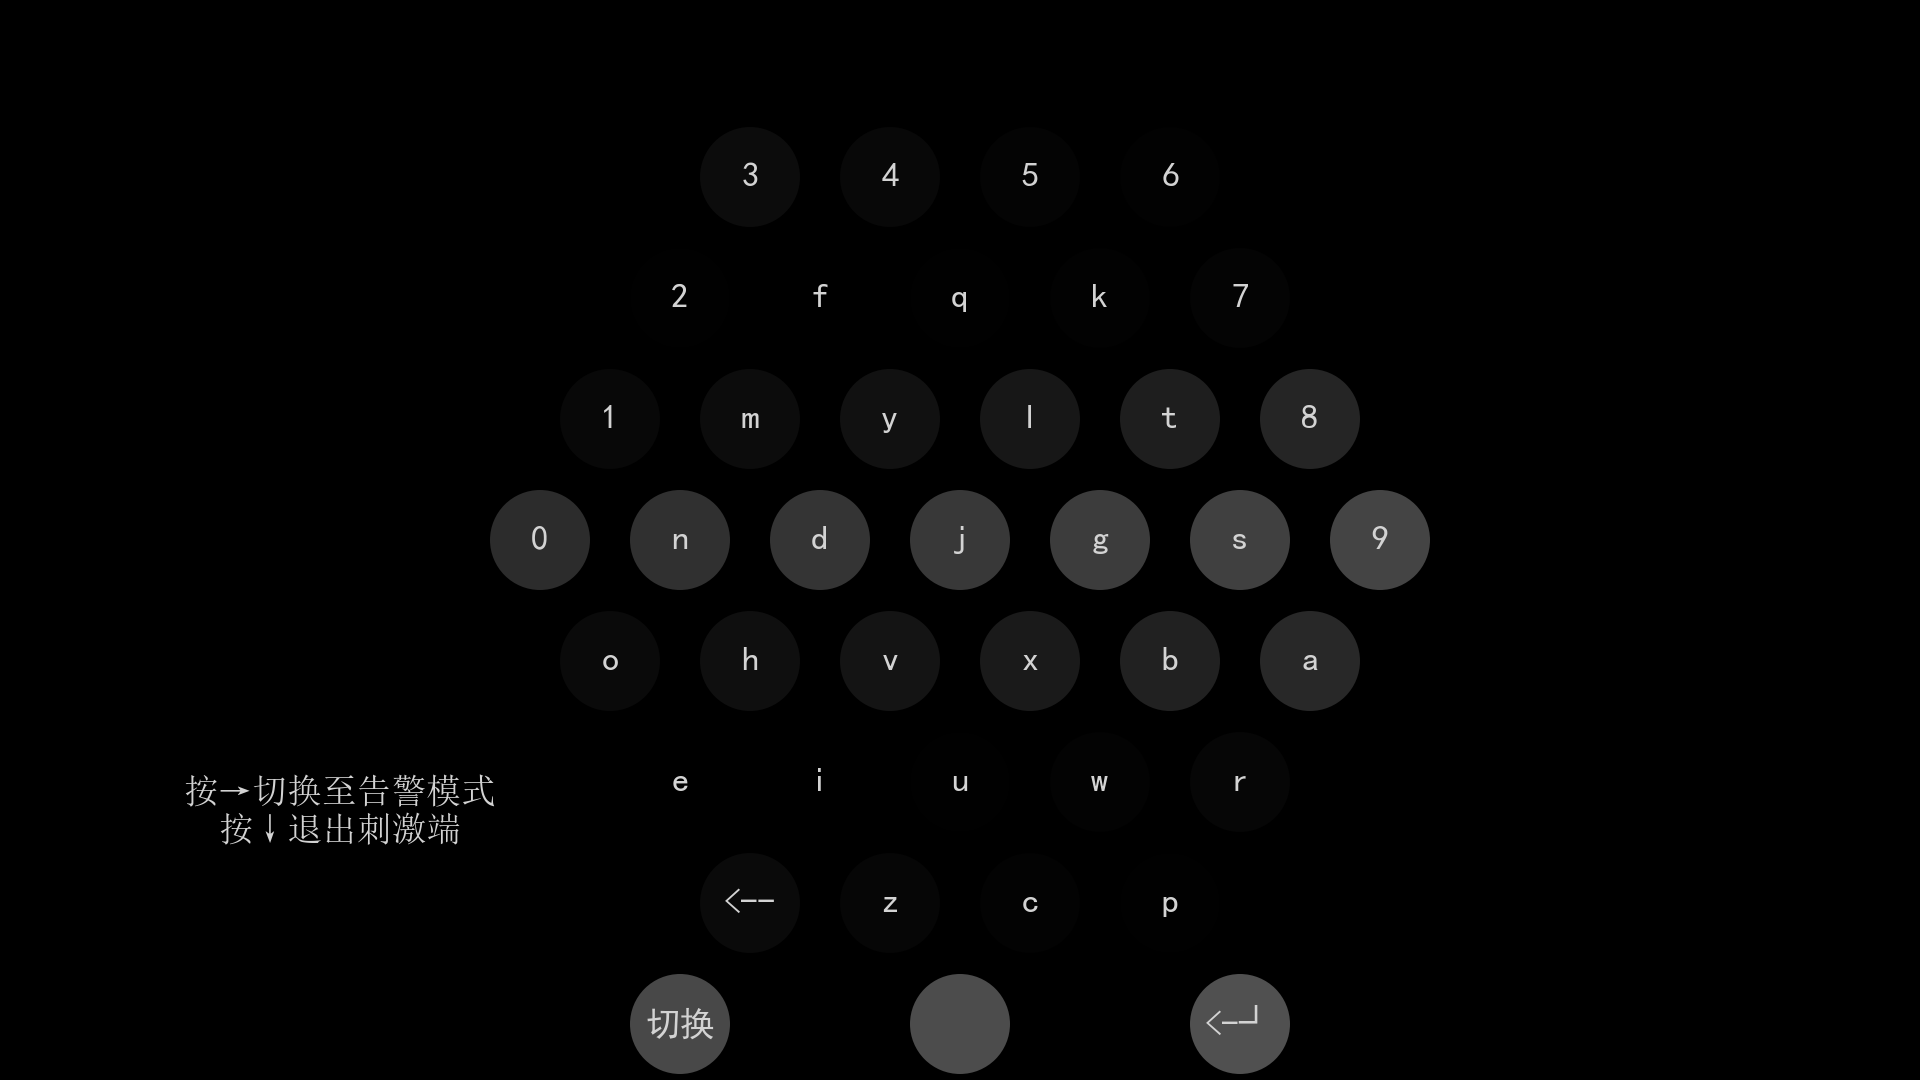 3 4 5 6
2 f q k 7
1 m y l t 8
0 n d j g s 9
o h v x b a
e i u w r
按→切换至告警模式
按↓退出刺激端
<-- z c p
切换 <-┘